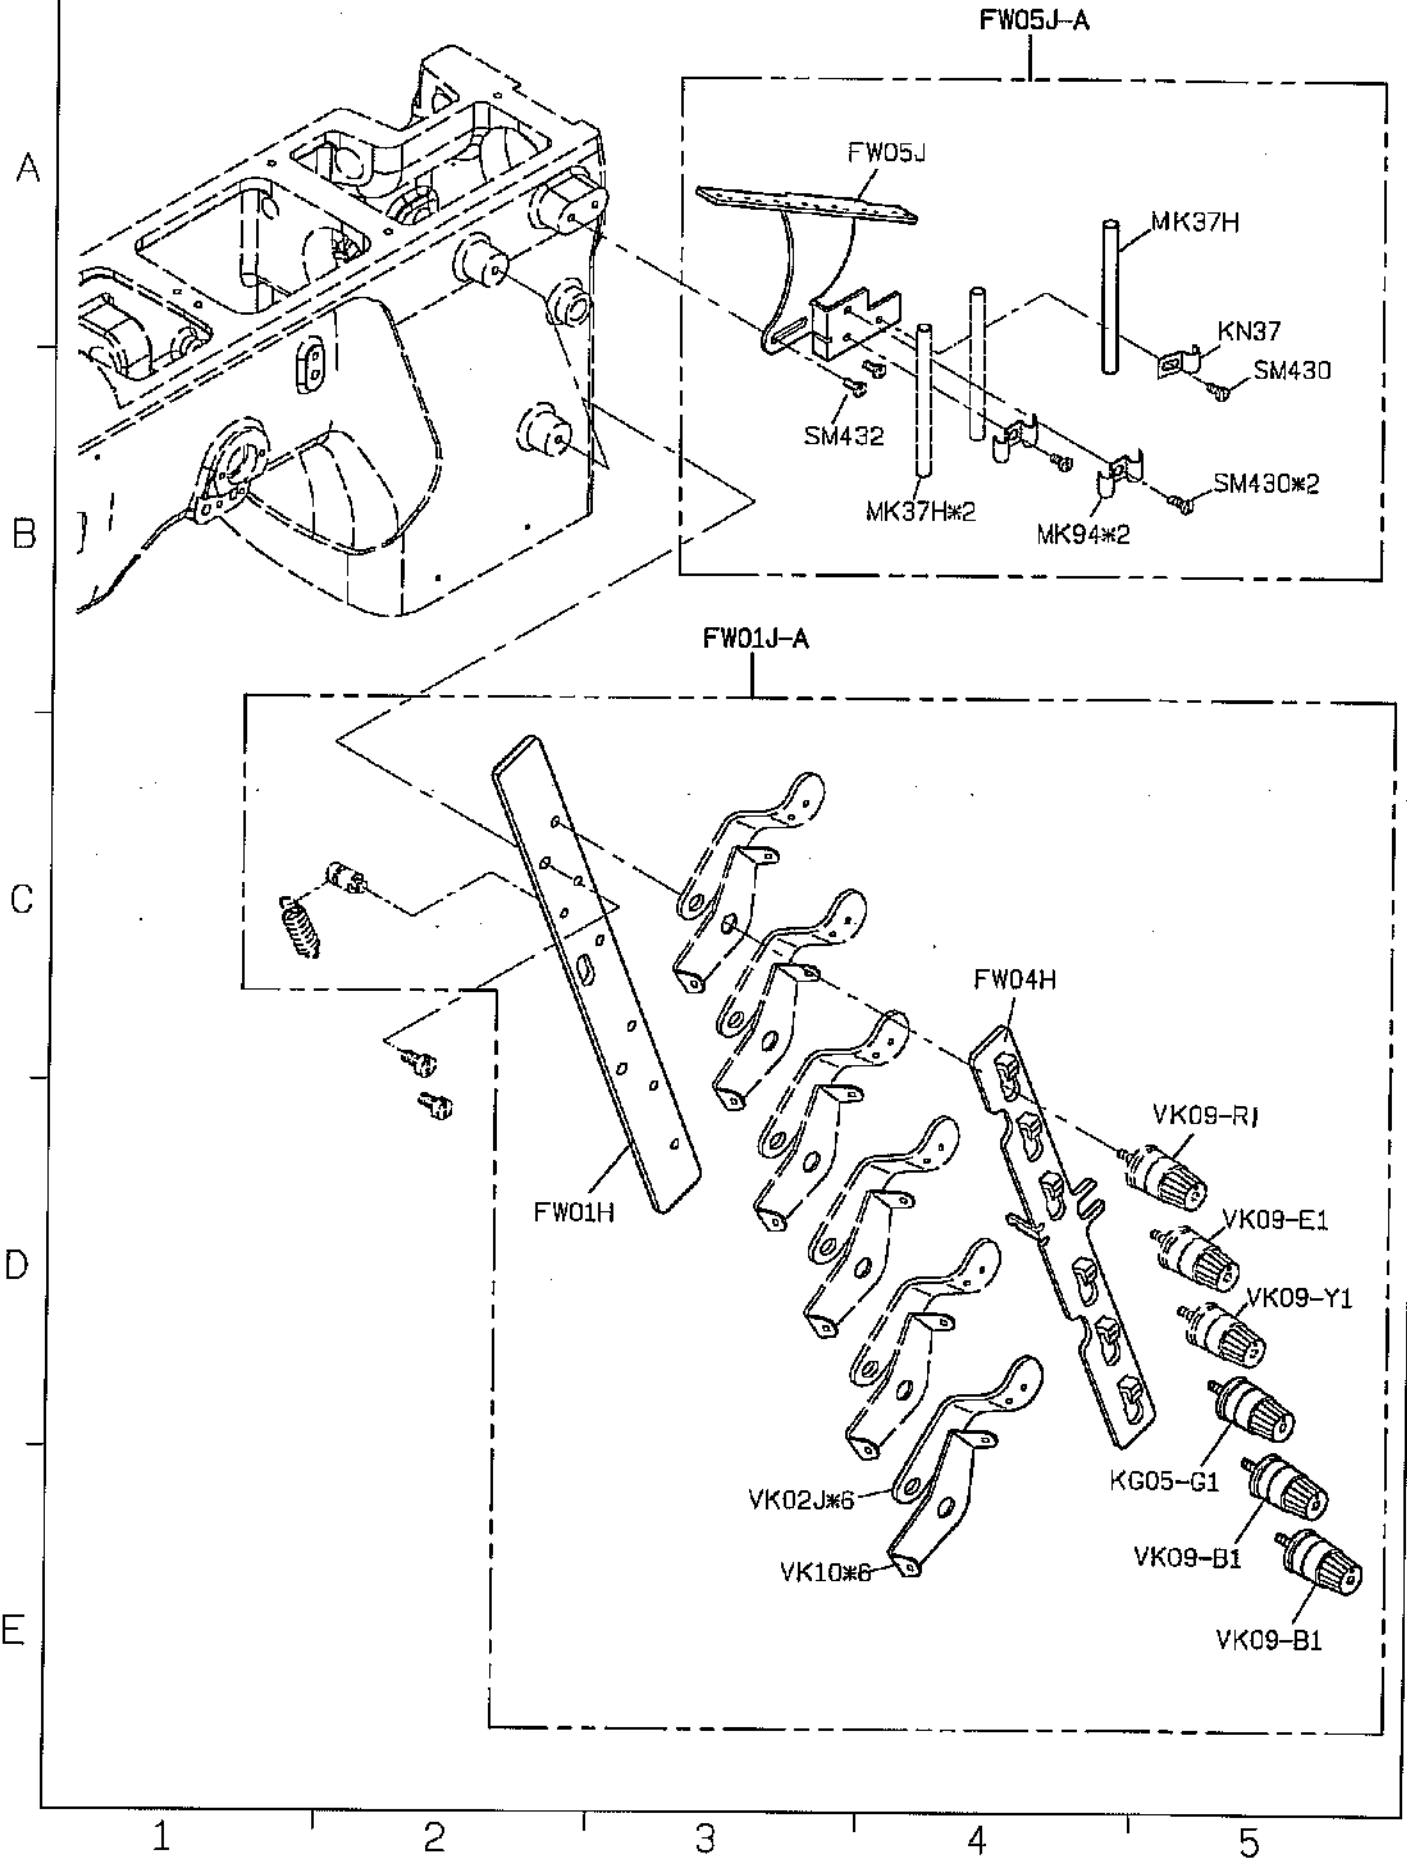 FW05J-A
A
FW05J
MK37H
KN37
SM430
SM432
SM430*2
MK37H*2
MK94*2
B
FW01J-A
C
FW04H
VK09-R1
FW01H
VK09-E1
D
VK09-Y1
KG05-G1
VK02J*6
VK09-B1
VK10*6
E
VK09-B1
1 2 3 4 5